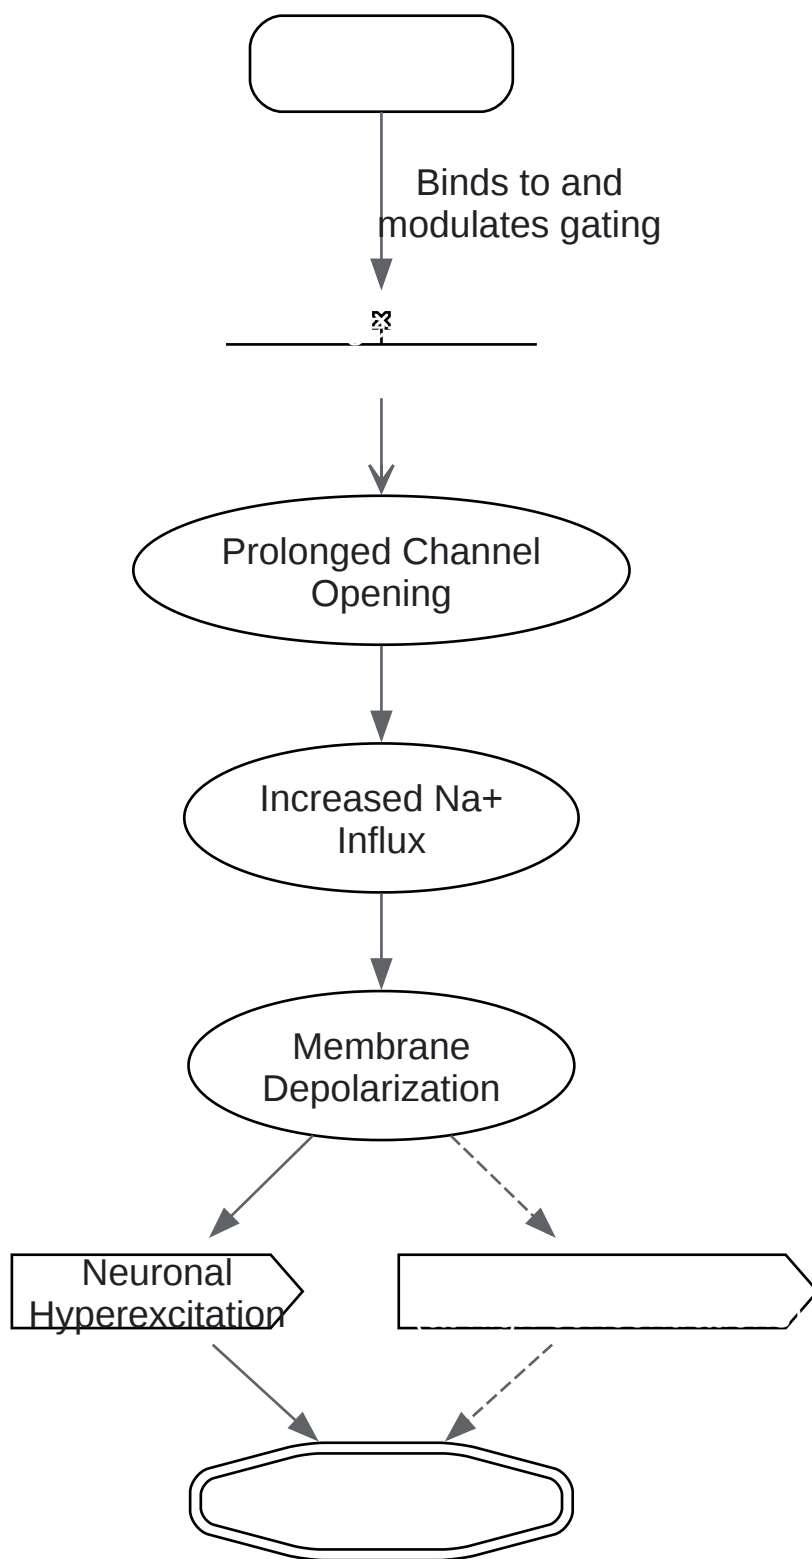 Binds to and
modulates gating
Prolonged Channel
Opening
Increased Na+
Influx
Membrane
Depolarization
Neuronal
Hyperexcitation